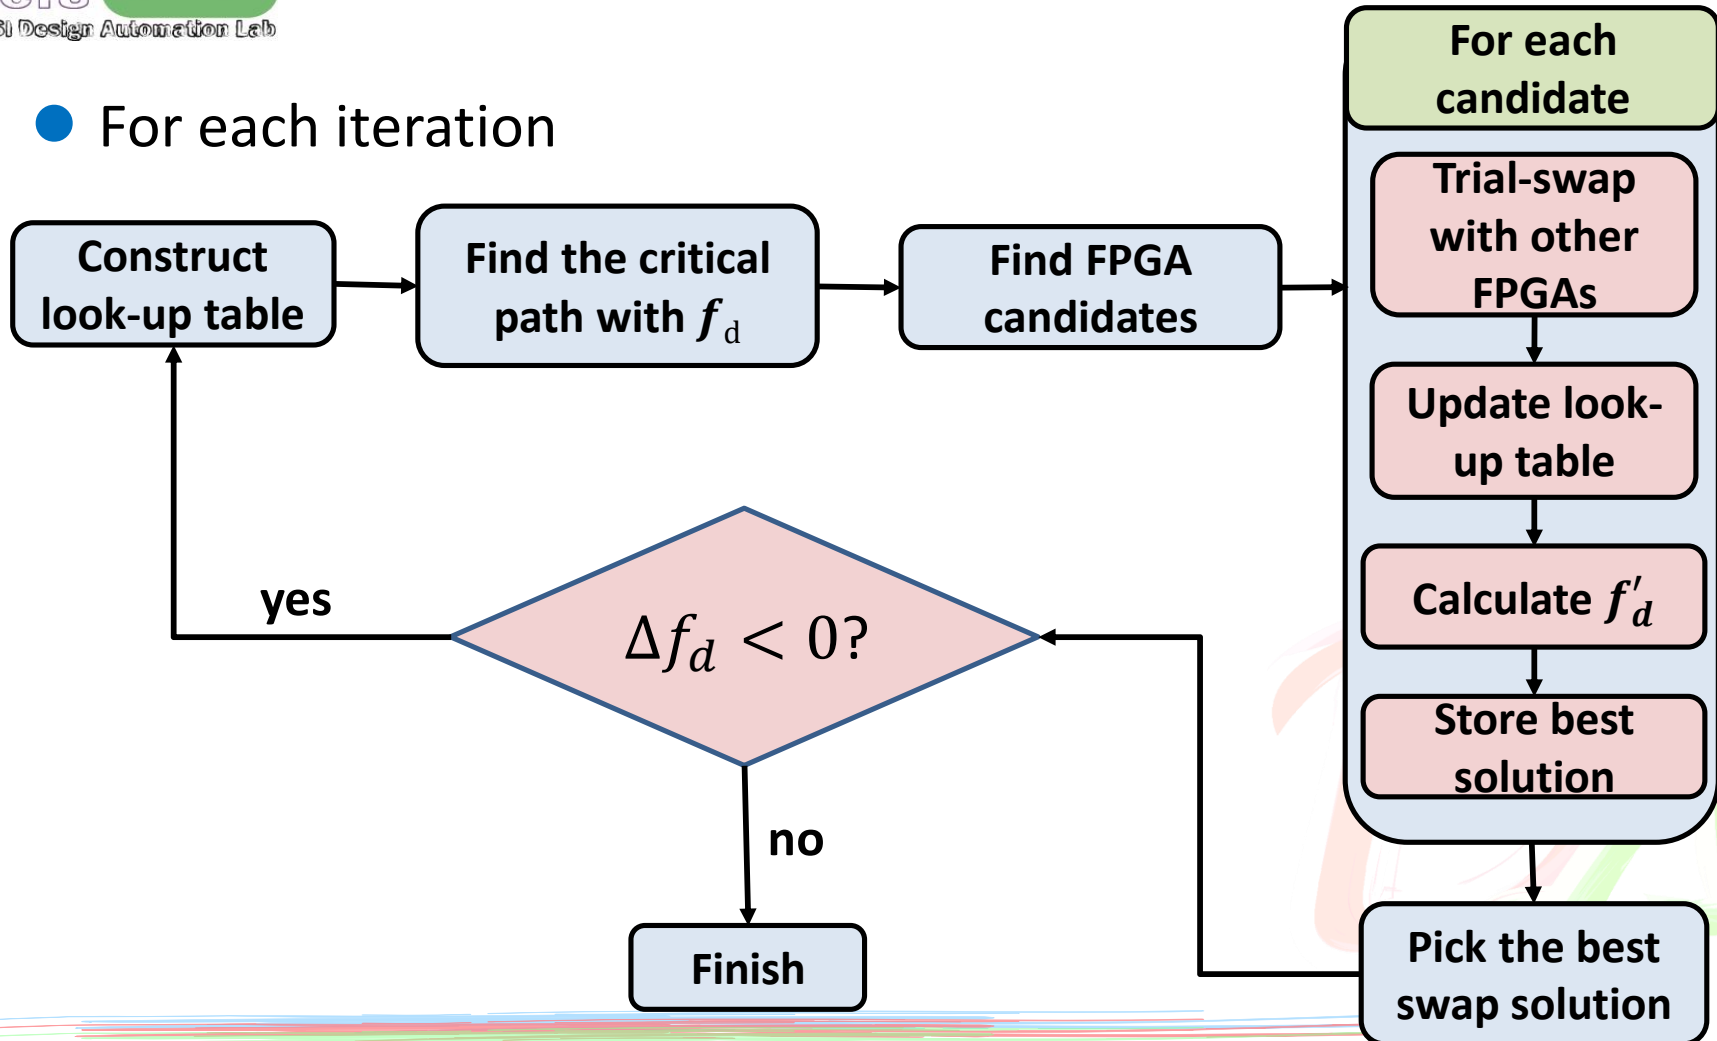 Design Automation Lab
For each iteration
Construct
look-up table
Find the critical
path with f_d
Find FPGA
candidates
For each
candidate
Trial-swap
with other
FPGAs
Update look-
up table
Calculate f′_d
Store best
solution
Pick the best
swap solution
Δf_d < 0?
yes
no
Finish